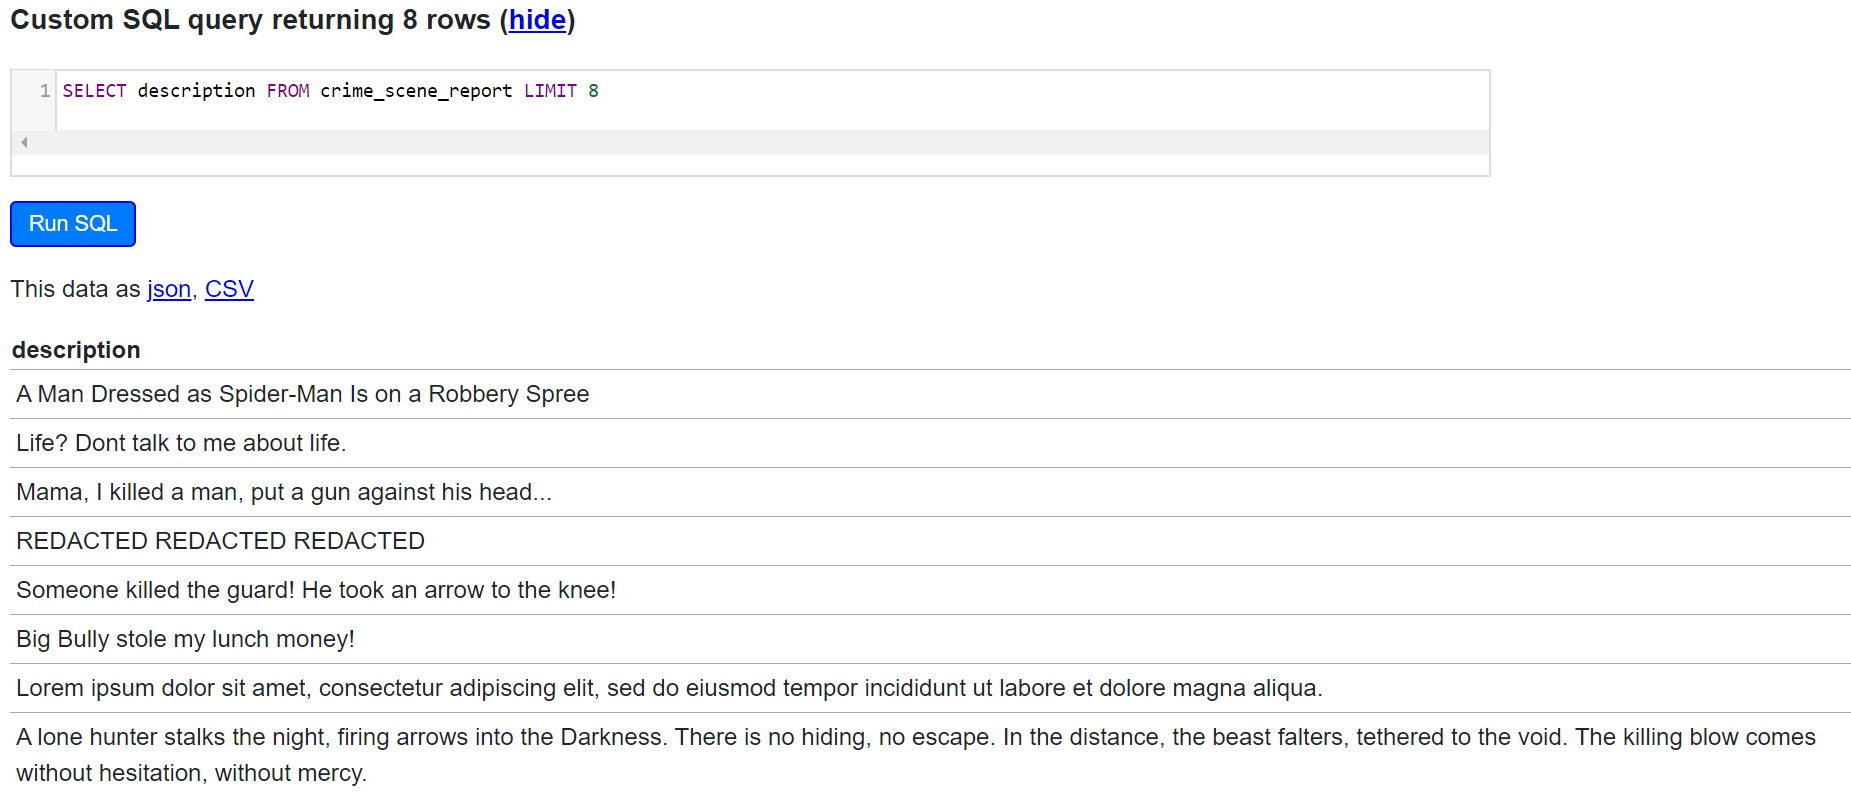 Custom SQL query returning 8 rows (hide)
1 SELECT description FROM crime_scene_report LIMIT 8
Run SQL
This data as json, CSV
description
A Man Dressed as Spider-Man Is on a Robbery Spree
Life? Dont talk to me about life.
Mama, I killed a man, put a gun against his head...
REDACTED REDACTED REDACTED
Someone killed the guard! He took an arrow to the knee!
Big Bully stole my lunch money!
Lorem ipsum dolor sit amet, consectetur adipiscing elit, sed do eiusmod tempor incididunt ut labore et dolore magna aliqua.
A lone hunter stalks the night, firing arrows into the Darkness. There is no hiding, no escape. In the distance, the beast falters, tethered to the void. The killing blow comes
without hesitation, without mercy.